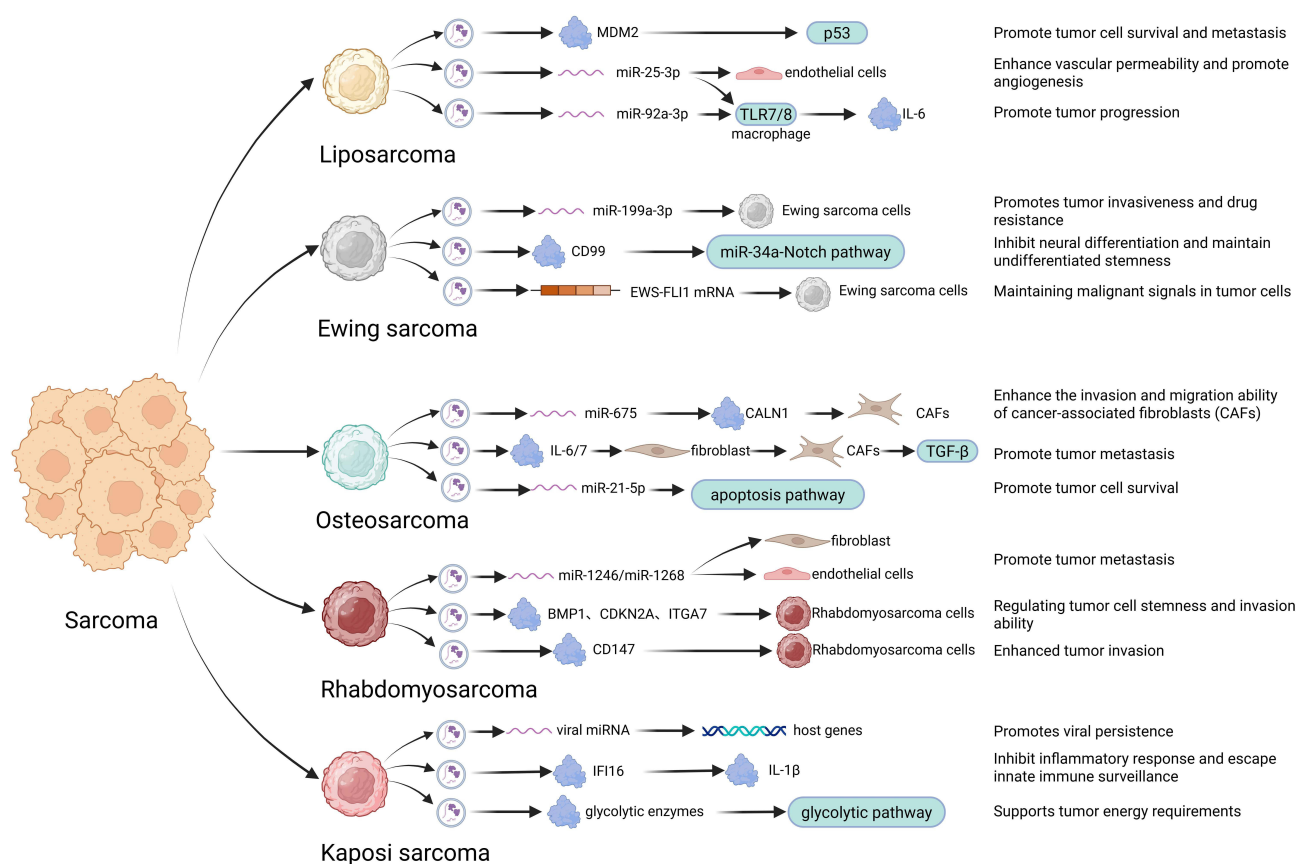 MDM2
p53
Promote tumor cell survival and metastasis
miR-25-3p
endothelial cells
Enhance vascular permeability and promote
angiogenesis
miR-92a-3p
TLR7/8
macrophage
IL-6
Promote tumor progression
Liposarcoma
miR-199a-3p
Ewing sarcoma cells
Promotes tumor invasiveness and drug
resistance
CD99
miR-34a-Notch pathway
Inhibit neural differentiation and maintain
undifferentiated stemness
EWS-FLI1 mRNA
Ewing sarcoma cells
Maintaining malignant signals in tumor cells
Ewing sarcoma
miR-675
CALN1
CAFs
Enhance the invasion and migration ability
of cancer-associated fibroblasts (CAFs)
IL-6/7
fibroblast
CAFs
TGF-β
Promote tumor metastasis
miR-21-5p
apoptosis pathway
Promote tumor cell survival
Osteosarcoma
Sarcoma
miR-1246/miR-1268
fibroblast
endothelial cells
Promote tumor metastasis
BMP1、CDKN2A、ITGA7
Rhabdomyosarcoma cells
Regulating tumor cell stemness and invasion
ability
CD147
Rhabdomyosarcoma cells
Enhanced tumor invasion
Rhabdomyosarcoma
viral miRNA
host genes
Promotes viral persistence
IFI16
IL-1β
Inhibit inflammatory response and escape
innate immune surveillance
glycolytic enzymes
glycolytic pathway
Supports tumor energy requirements
Kaposi sarcoma